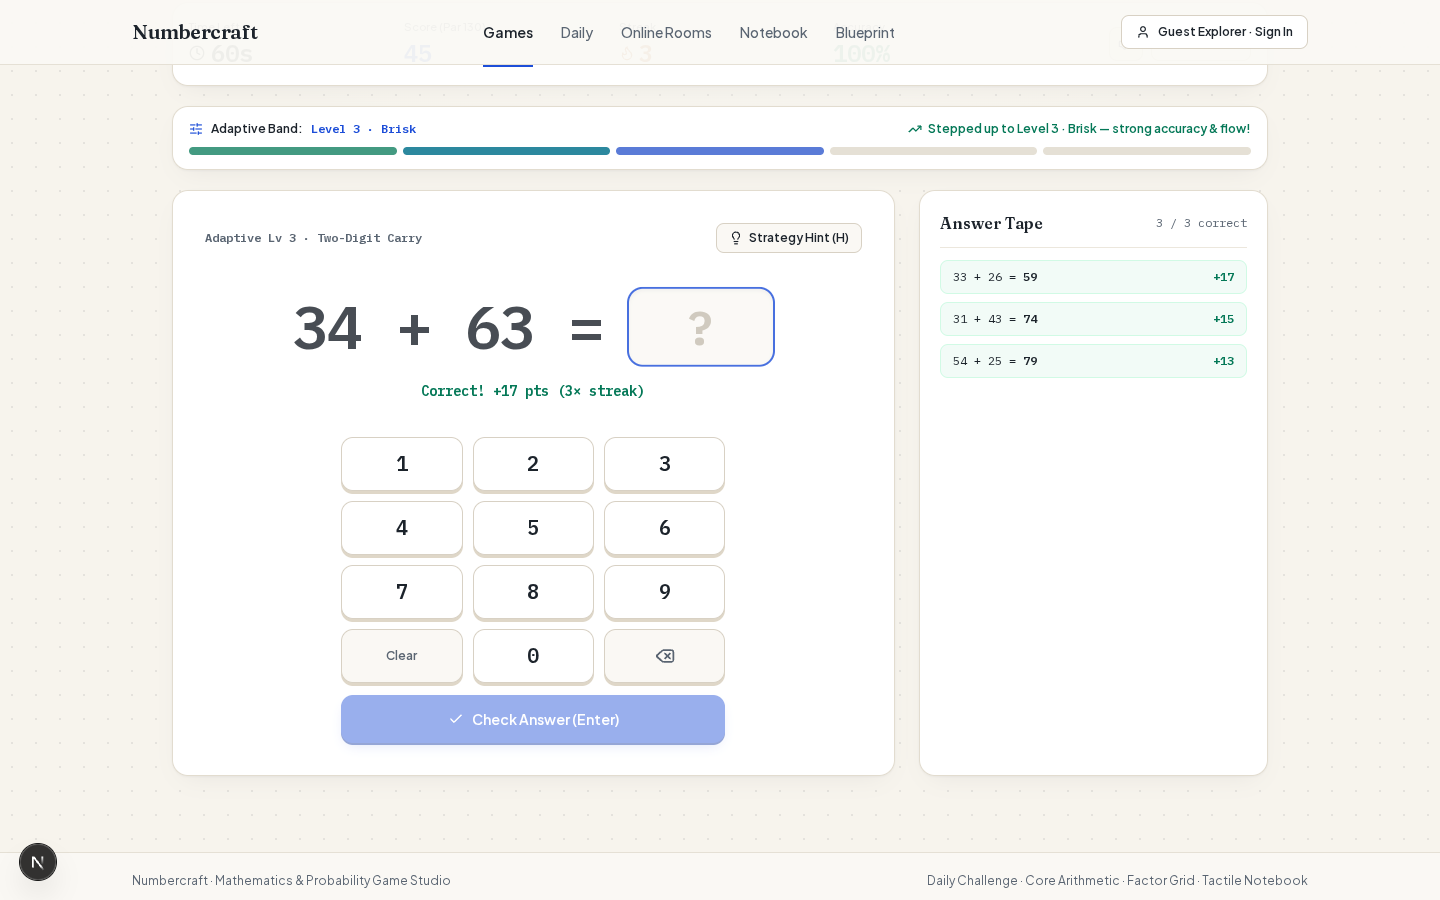 Numbercraft
Games
Daily
Online Rooms
Notebook
Blueprint
Guest Explorer · Sign In
60s
45
3
100%
Adaptive Band: Level 3 · Brisk
Stepped up to Level 3 · Brisk — strong accuracy & flow!
Adaptive Lv 3 · Two-Digit Carry
Strategy Hint (H)
34 + 63 = ?
Correct! +17 pts (3× streak)
1 2 3
4 5 6
7 8 9
Clear 0
Check Answer (Enter)
Answer Tape
3 / 3 correct
33 + 26 = 59 +17
31 + 43 = 74 +15
54 + 25 = 79 +13
N
Numbercraft · Mathematics & Probability Game Studio
Daily Challenge · Core Arithmetic · Factor Grid · Tactile Notebook